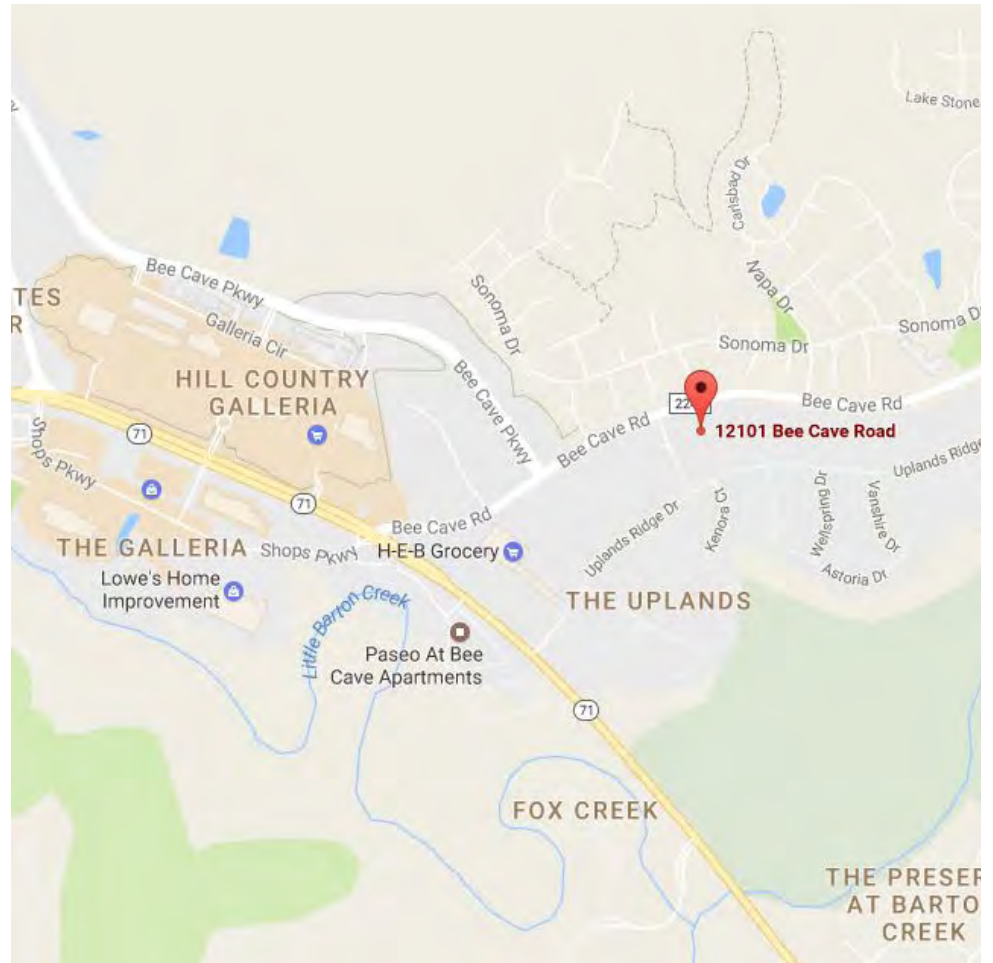 Lake Stone
Carlsbad Dr
Bee Cave Pkwy
Napa Dr
TES
R
Galleria Cir
Sonoma Dr
Sonoma Dr
Sonoma Dr
HILL COUNTRY
GALLERIA
Bee Cave Pkwy
Bee Cave Rd
71
Bee Cave Rd
12101 Bee Cave Road
Shops Pkwy
Uplands Ridge
71
Bee Cave Rd
Uplands Ridge Dr
Kenora Ct
Wellspring Dr
Vanshire Dr
THE GALLERIA
Shops Pkwy
H-E-B Grocery
Astoria Dr
Lowe's Home
Improvement
Little Barton Creek
THE UPLANDS
Paseo At Bee
Cave Apartments
71
FOX CREEK
THE PRESER
AT BARTO
CREEK